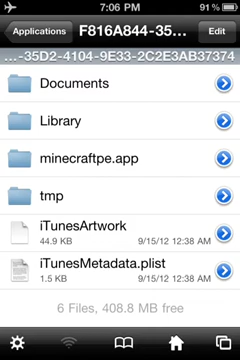 7:06 PM 91%
Applications F816A844-35... Edit
...-35D2-4104-9E33-2C2E3AB37374
Documents
Library
minecraftpe.app
tmp
iTunesArtwork
44.9 KB 9/15/12 12:38 AM
iTunesMetadata.plist
1.5 KB 9/15/12 12:38 AM
6 Files, 408.8 MB free